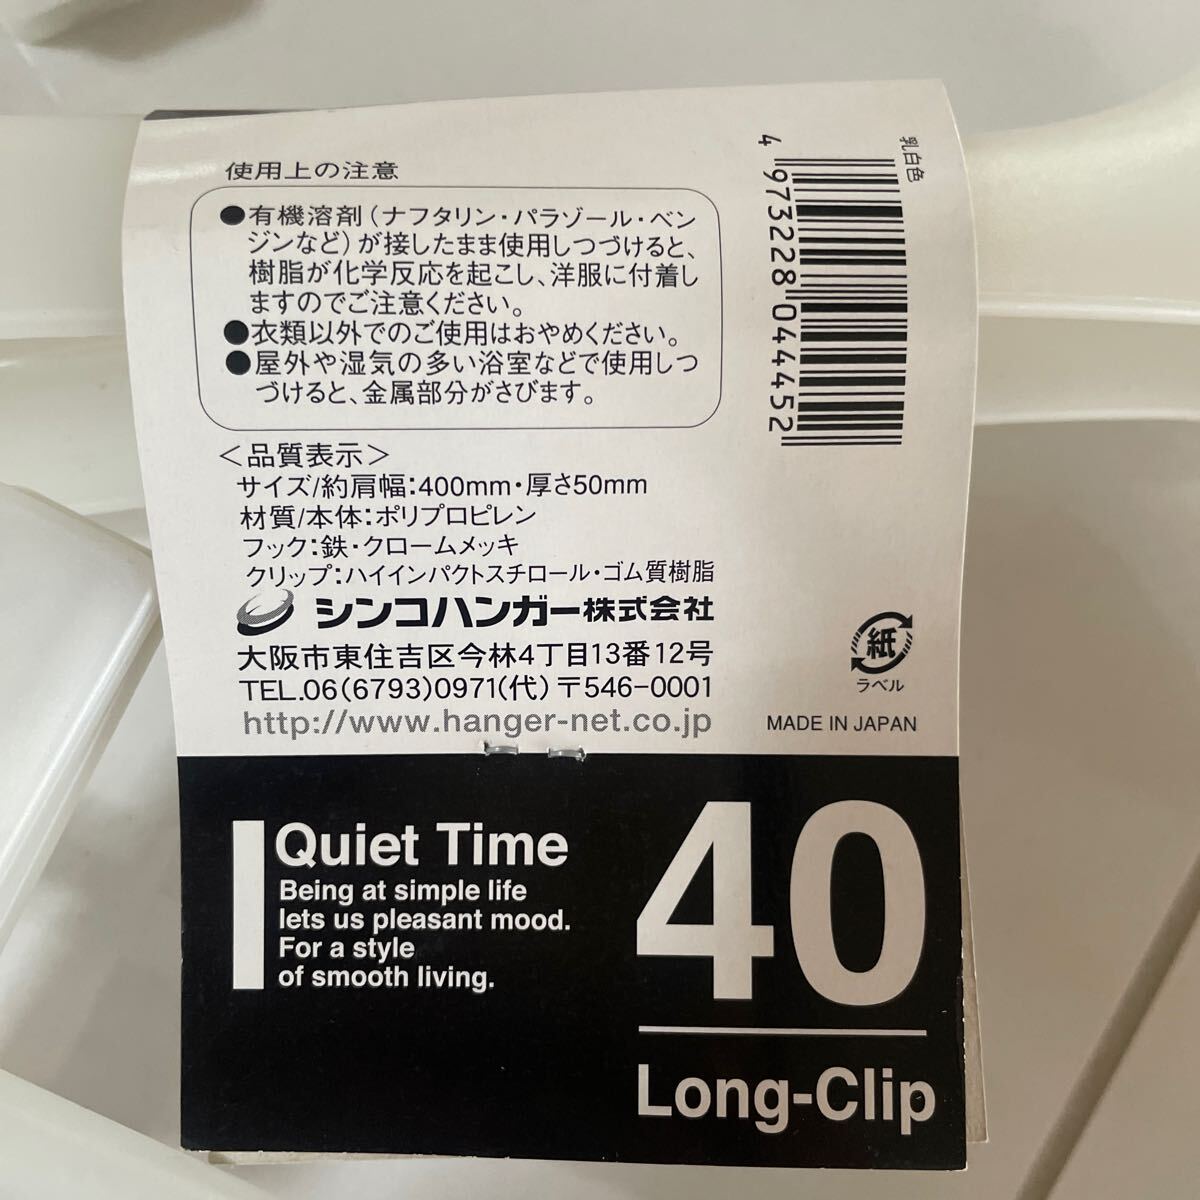 使用上の注意
●有機溶剤(ナフタリン・パラゾール・ベン
ジンなど)が接したまま使用しつづけると、
樹脂が化学反応を起こし、洋服に付着し
ますのでご注意ください。
●衣類以外でのご使用はおやめください。
●屋外や湿気の多い浴室などで使用しつ
づけると、金属部分がさびます。
<品質表示>
サイズ/約肩幅:400mm・厚さ50mm
材質/本体:ポリプロピレン
フック:鉄・クロームメッキ
クリップ:ハイインパクトスチロール・ゴム質樹脂
シンコハンガー株式会社
大阪市東住吉区今林4丁目13番12号
TEL.06(6793)0971(代)〒546-0001
http://www.hanger-net.co.jp
乳白色
4 973228 044452
紙
ラベル
MADE IN JAPAN
Quiet Time
Being at simple life
lets us pleasant mood.
For a style
of smooth living.
40
Long-Clip